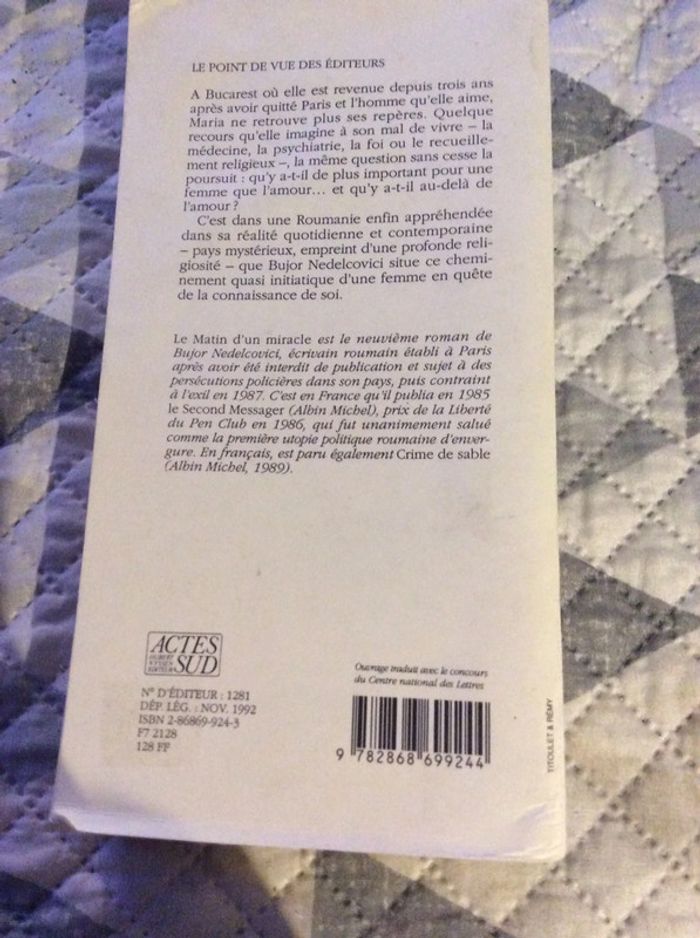 LE POINT DE VUE DES ÉDITEURS
A Bucarest où elle est revenue depuis trois ans
après avoir quitté Paris et l'homme qu'elle aime,
Maria ne retrouve plus ses repères. Quelque
recours qu'elle imagine à son mal de vivre – la
médecine, la psychiatrie, la foi ou le recueille-
ment religieux –, la même question sans cesse la
poursuit : qu'y a-t-il de plus important pour une
femme que l'amour... et qu'y a-t-il au-delà de
l'amour ?
C'est dans une Roumanie enfin appréhendée
dans sa réalité quotidienne et contemporaine
– pays mystérieux, empreint d'une profonde reli-
giosité – que Bujor Nedelcovici situe ce chemi-
nement quasi initiatique d'une femme en quête
de la connaissance de soi.
Le Matin d'un miracle est le neuvième roman de
Bujor Nedelcovici, écrivain roumain établi à Paris
après avoir été interdit de publication et sujet à des
persécutions policières dans son pays, puis contraint
à l'exil en 1987. C'est en France qu'il publia en 1985
le Second Messager (Albin Michel), prix de la Liberté
du Pen Club en 1986, qui fut unanimement salué
comme la première utopie politique roumaine d'enver-
gure. En français, est paru également Crime de sable
(Albin Michel, 1989).
ACTES
HUBERT
NYSSEN
ÉDITEUR
SUD
N° D'ÉDITEUR : 1281
DÉP. LÉG. : NOV. 1992
ISBN 2-86869-924-3
F7 2128
128 FF
Ouvrage traduit avec le concours
du Centre national des Lettres
9 782868 699244
TITOULET & RÉMY